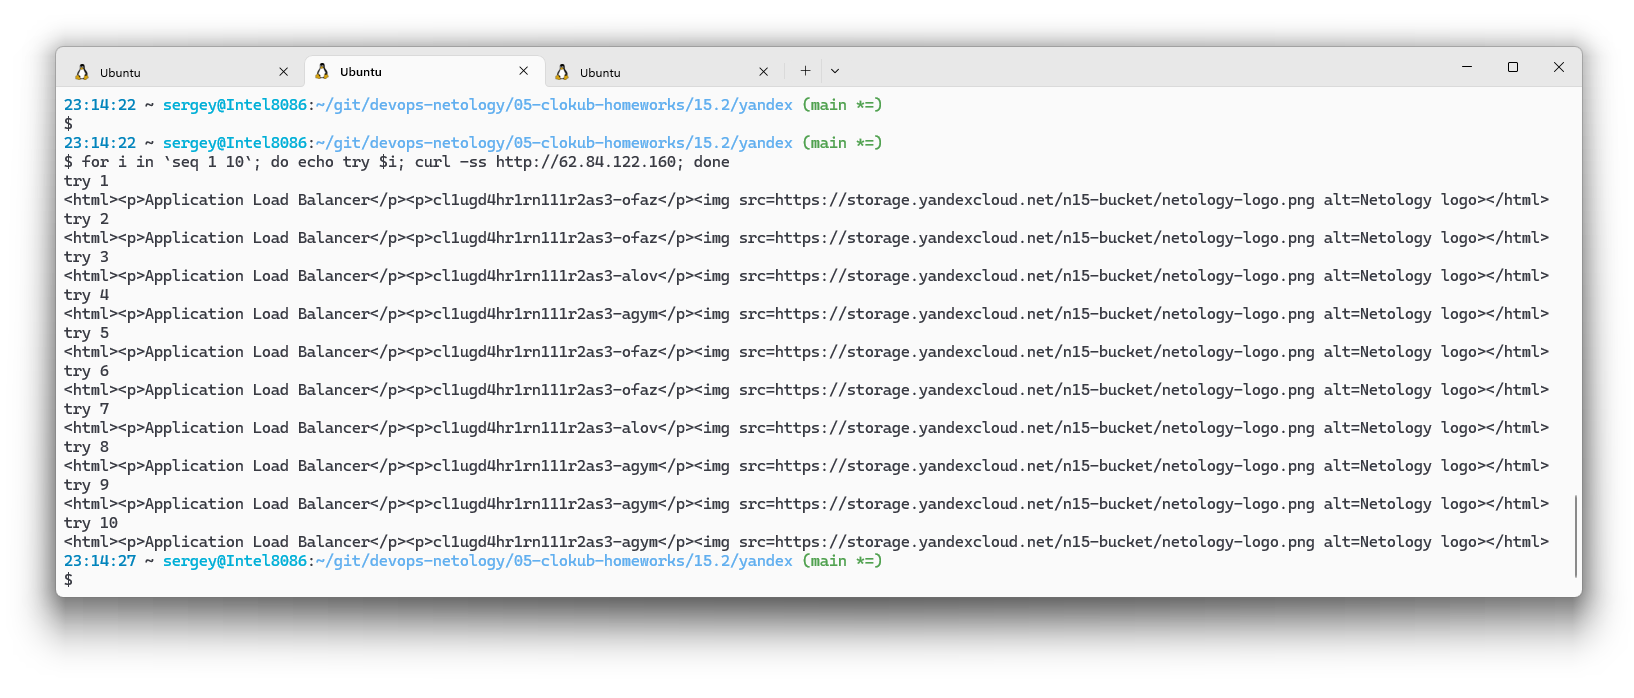 Ubuntu
Ubuntu
Ubuntu
23:14:22 ~ sergey@Intel8086:~/git/devops-netology/05-clokub-homeworks/15.2/yandex (main *=)
$
23:14:22 ~ sergey@Intel8086:~/git/devops-netology/05-clokub-homeworks/15.2/yandex (main *=)
$ for i in `seq 1 10`; do echo try $i; curl -ss http://62.84.122.160; done
try 1
<html><p>Application Load Balancer</p><p>cl1ugd4hr1rn111r2as3-ofaz</p><img src=https://storage.yandexcloud.net/n15-bucket/netology-logo.png alt=Netology logo></html>
try 2
<html><p>Application Load Balancer</p><p>cl1ugd4hr1rn111r2as3-ofaz</p><img src=https://storage.yandexcloud.net/n15-bucket/netology-logo.png alt=Netology logo></html>
try 3
<html><p>Application Load Balancer</p><p>cl1ugd4hr1rn111r2as3-alov</p><img src=https://storage.yandexcloud.net/n15-bucket/netology-logo.png alt=Netology logo></html>
try 4
<html><p>Application Load Balancer</p><p>cl1ugd4hr1rn111r2as3-agym</p><img src=https://storage.yandexcloud.net/n15-bucket/netology-logo.png alt=Netology logo></html>
try 5
<html><p>Application Load Balancer</p><p>cl1ugd4hr1rn111r2as3-ofaz</p><img src=https://storage.yandexcloud.net/n15-bucket/netology-logo.png alt=Netology logo></html>
try 6
<html><p>Application Load Balancer</p><p>cl1ugd4hr1rn111r2as3-ofaz</p><img src=https://storage.yandexcloud.net/n15-bucket/netology-logo.png alt=Netology logo></html>
try 7
<html><p>Application Load Balancer</p><p>cl1ugd4hr1rn111r2as3-alov</p><img src=https://storage.yandexcloud.net/n15-bucket/netology-logo.png alt=Netology logo></html>
try 8
<html><p>Application Load Balancer</p><p>cl1ugd4hr1rn111r2as3-agym</p><img src=https://storage.yandexcloud.net/n15-bucket/netology-logo.png alt=Netology logo></html>
try 9
<html><p>Application Load Balancer</p><p>cl1ugd4hr1rn111r2as3-agym</p><img src=https://storage.yandexcloud.net/n15-bucket/netology-logo.png alt=Netology logo></html>
try 10
<html><p>Application Load Balancer</p><p>cl1ugd4hr1rn111r2as3-agym</p><img src=https://storage.yandexcloud.net/n15-bucket/netology-logo.png alt=Netology logo></html>
23:14:27 ~ sergey@Intel8086:~/git/devops-netology/05-clokub-homeworks/15.2/yandex (main *=)
$